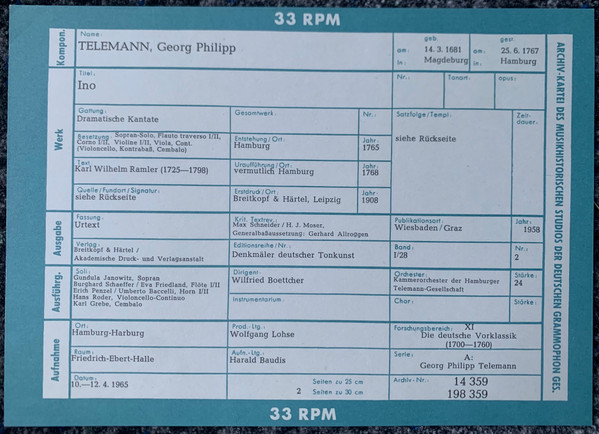 33 RPM
Kompon.
Name:
TELEMANN, Georg Philipp
geb.
am: 14. 3. 1681
in: Magdeburg
gest.
am: 25. 6. 1767
in: Hamburg
Werk
Titel:
Ino
Nr.:
Tonart:
opus:
Gattung:
Dramatische Kantate
Gesamtwerk:
Nr.:
Satzfolge/Tempi:
siehe Rückseite
Zeit-
dauer:
Besetzung: Sopran-Solo, Flauto traverso I/II,
Corno I/II, Violine I/II, Viola, Cont.
(Violoncello, Kontrabaß, Cembalo)
Entstehung/Ort:
Hamburg
Jahr:
1765
Text:
Karl Wilhelm Ramler (1725—1798)
Uraufführung/Ort:
vermutlich Hamburg
Jahr:
1768
Quelle/Fundort/Signatur:
siehe Rückseite
Erstdruck/Ort:
Breitkopf & Härtel, Leipzig
Jahr:
1908
Ausgabe
Fassung:
Urtext
Krit. Textrev.:
Max Schneider / H. J. Moser,
Generalbaßaussetzung: Gerhard Allroggen
Publikationsort:
Wiesbaden/Graz
Jahr:
1958
Verlag:
Breitkopf & Härtel /
Akademische Druck- und Verlagsanstalt
Editionsreihe/Nr.:
Denkmäler deutscher Tonkunst
Band:
I/28
Nr.:
2
Ausführg.
Soli:
Gundula Janowitz, Sopran
Burghard Schaeffer / Eva Friedland, Flöte I/II
Erich Penzel / Umberto Baccelli, Horn I/II
Hans Roder, Violoncello-Continuo
Karl Grebe, Cembalo
Dirigent:
Wilfried Boettcher
Orchester:
Kammerorchester der Hamburger
Telemann-Gesellschaft
Stärke:
24
Instrumentarium:
Chor:
Stärke:
Aufnahme
Ort:
Hamburg-Harburg
Prod.-Ltg.:
Wolfgang Lohse
Forschungsbereich: XI
Die deutsche Vorklassik
(1700—1760)
Raum:
Friedrich-Ebert-Halle
Aufn.-Ltg.:
Harald Baudis
Serie: A:
Georg Philipp Telemann
Datum:
10.—12. 4. 1965
Seiten zu 25 cm
2 Seiten zu 30 cm
Archiv-Nr.: 14 359
198 359
33 RPM
ARCHIV-KARTEI DES MUSIKHISTORISCHEN STUDIOS DER DEUTSCHEN GRAMMOPHON GES.